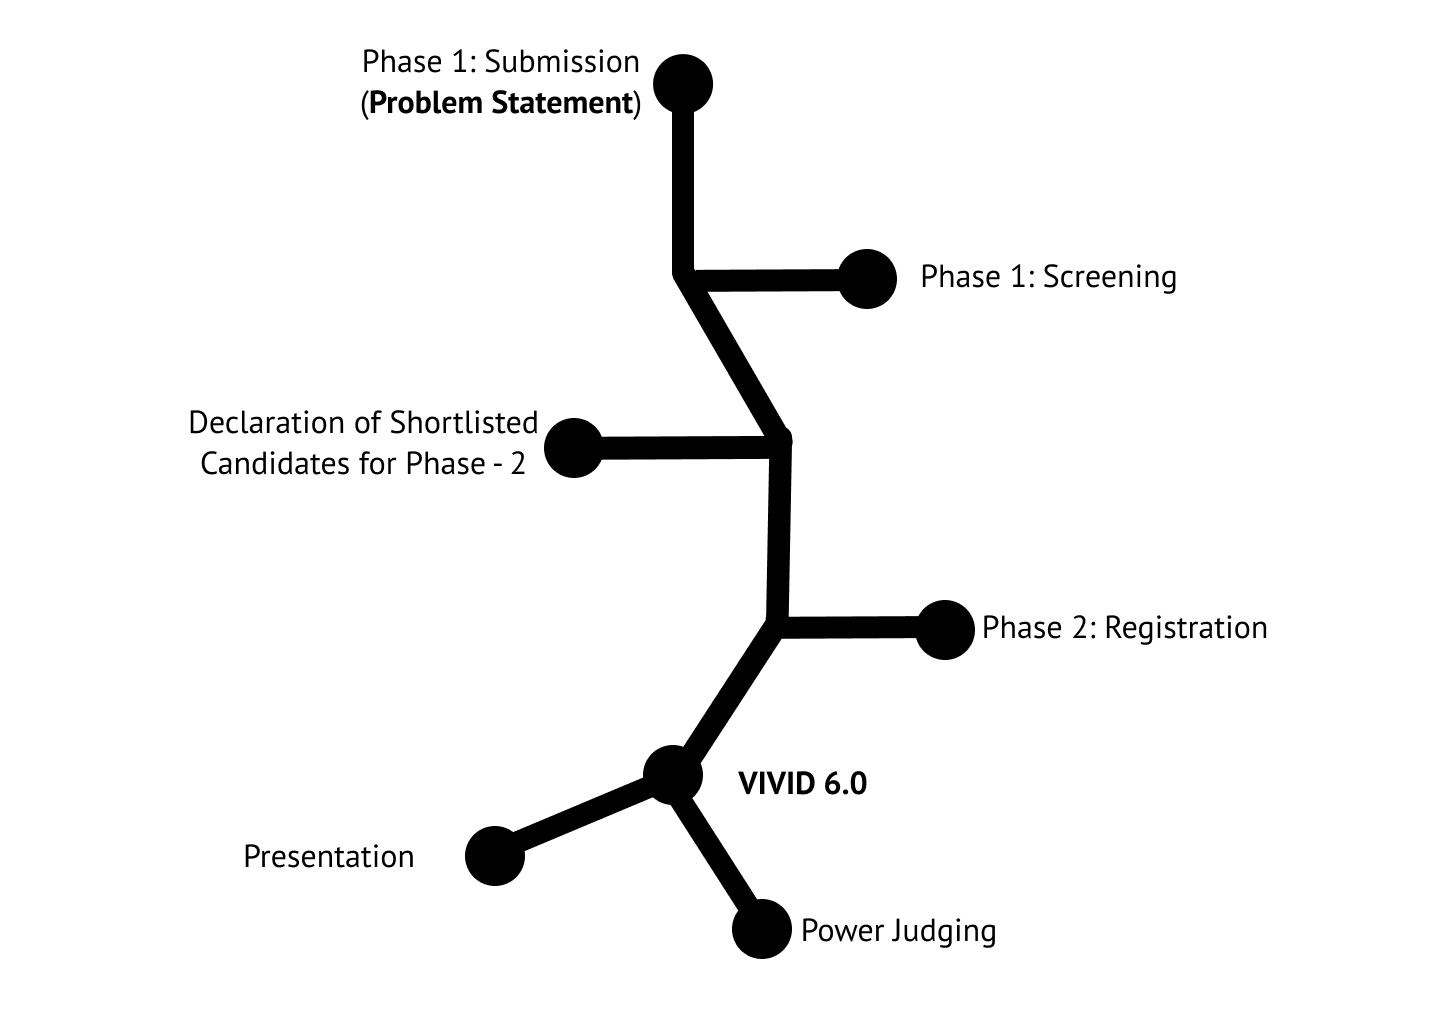 Phase 1: Submission
(Problem Statement)
Phase 1: Screening
Declaration of Shortlisted
Candidates for Phase - 2
Phase 2: Registration
VIVID 6.0
Presentation
Power Judging